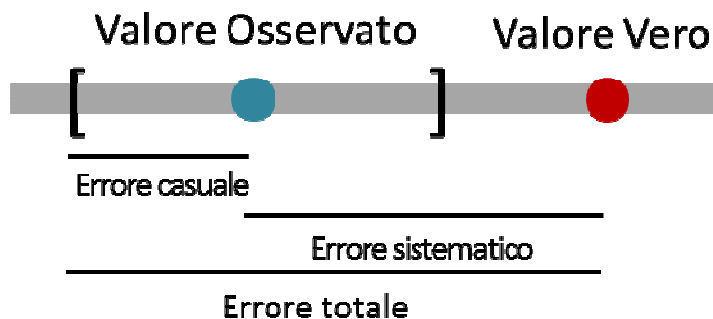 Valore Osservato
Valore Vero
Errore casuale
Errore sistematico
Errore totale